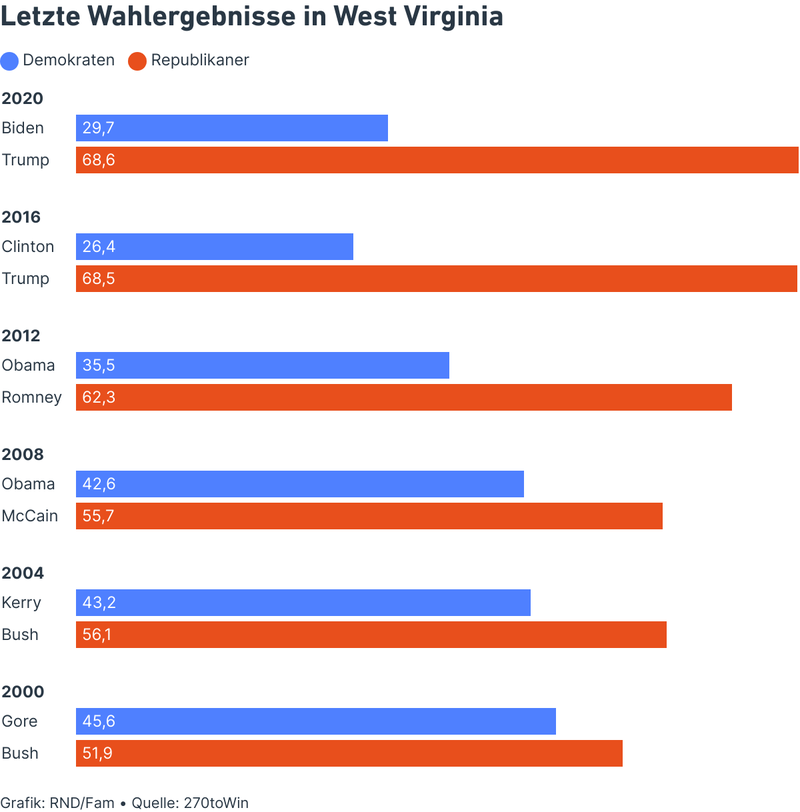 Letzte Wahlergebnisse in West Virginia
Demokraten Republikaner
2020
Biden 29,7
Trump 68,6
2016
Clinton 26,4
Trump 68,5
2012
Obama 35,5
Romney 62,3
2008
Obama 42,6
McCain 55,7
2004
Kerry 43,2
Bush 56,1
2000
Gore 45,6
Bush 51,9
Grafik: RND/Fam • Quelle: 270toWin